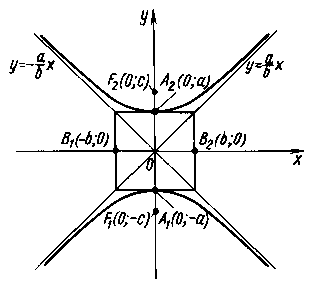 y
y=-a/b x
F₂(0;c)
A₂(0;a)
y=a/b x
B₁(-b;0)
B₂(b;0)
0
x
F₁(0;-c)
A₁(0;-a)